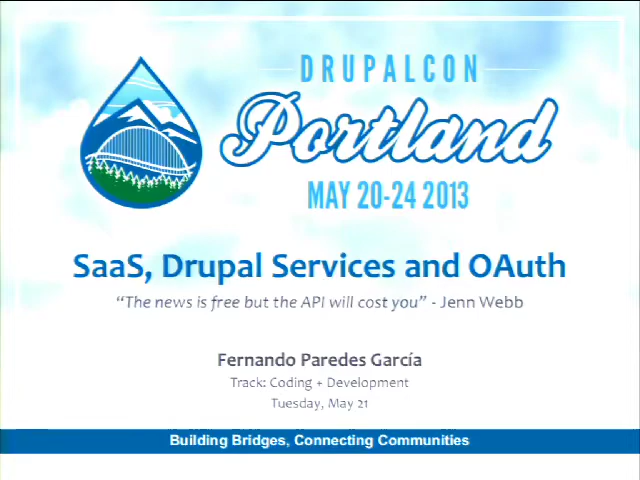 DRUPALCON
Portland
MAY 20-24 2013
SaaS, Drupal Services and OAuth
“The news is free but the API will cost you” - Jenn Webb
Fernando Paredes García
Track: Coding + Development
Tuesday, May 21
Building Bridges, Connecting Communities